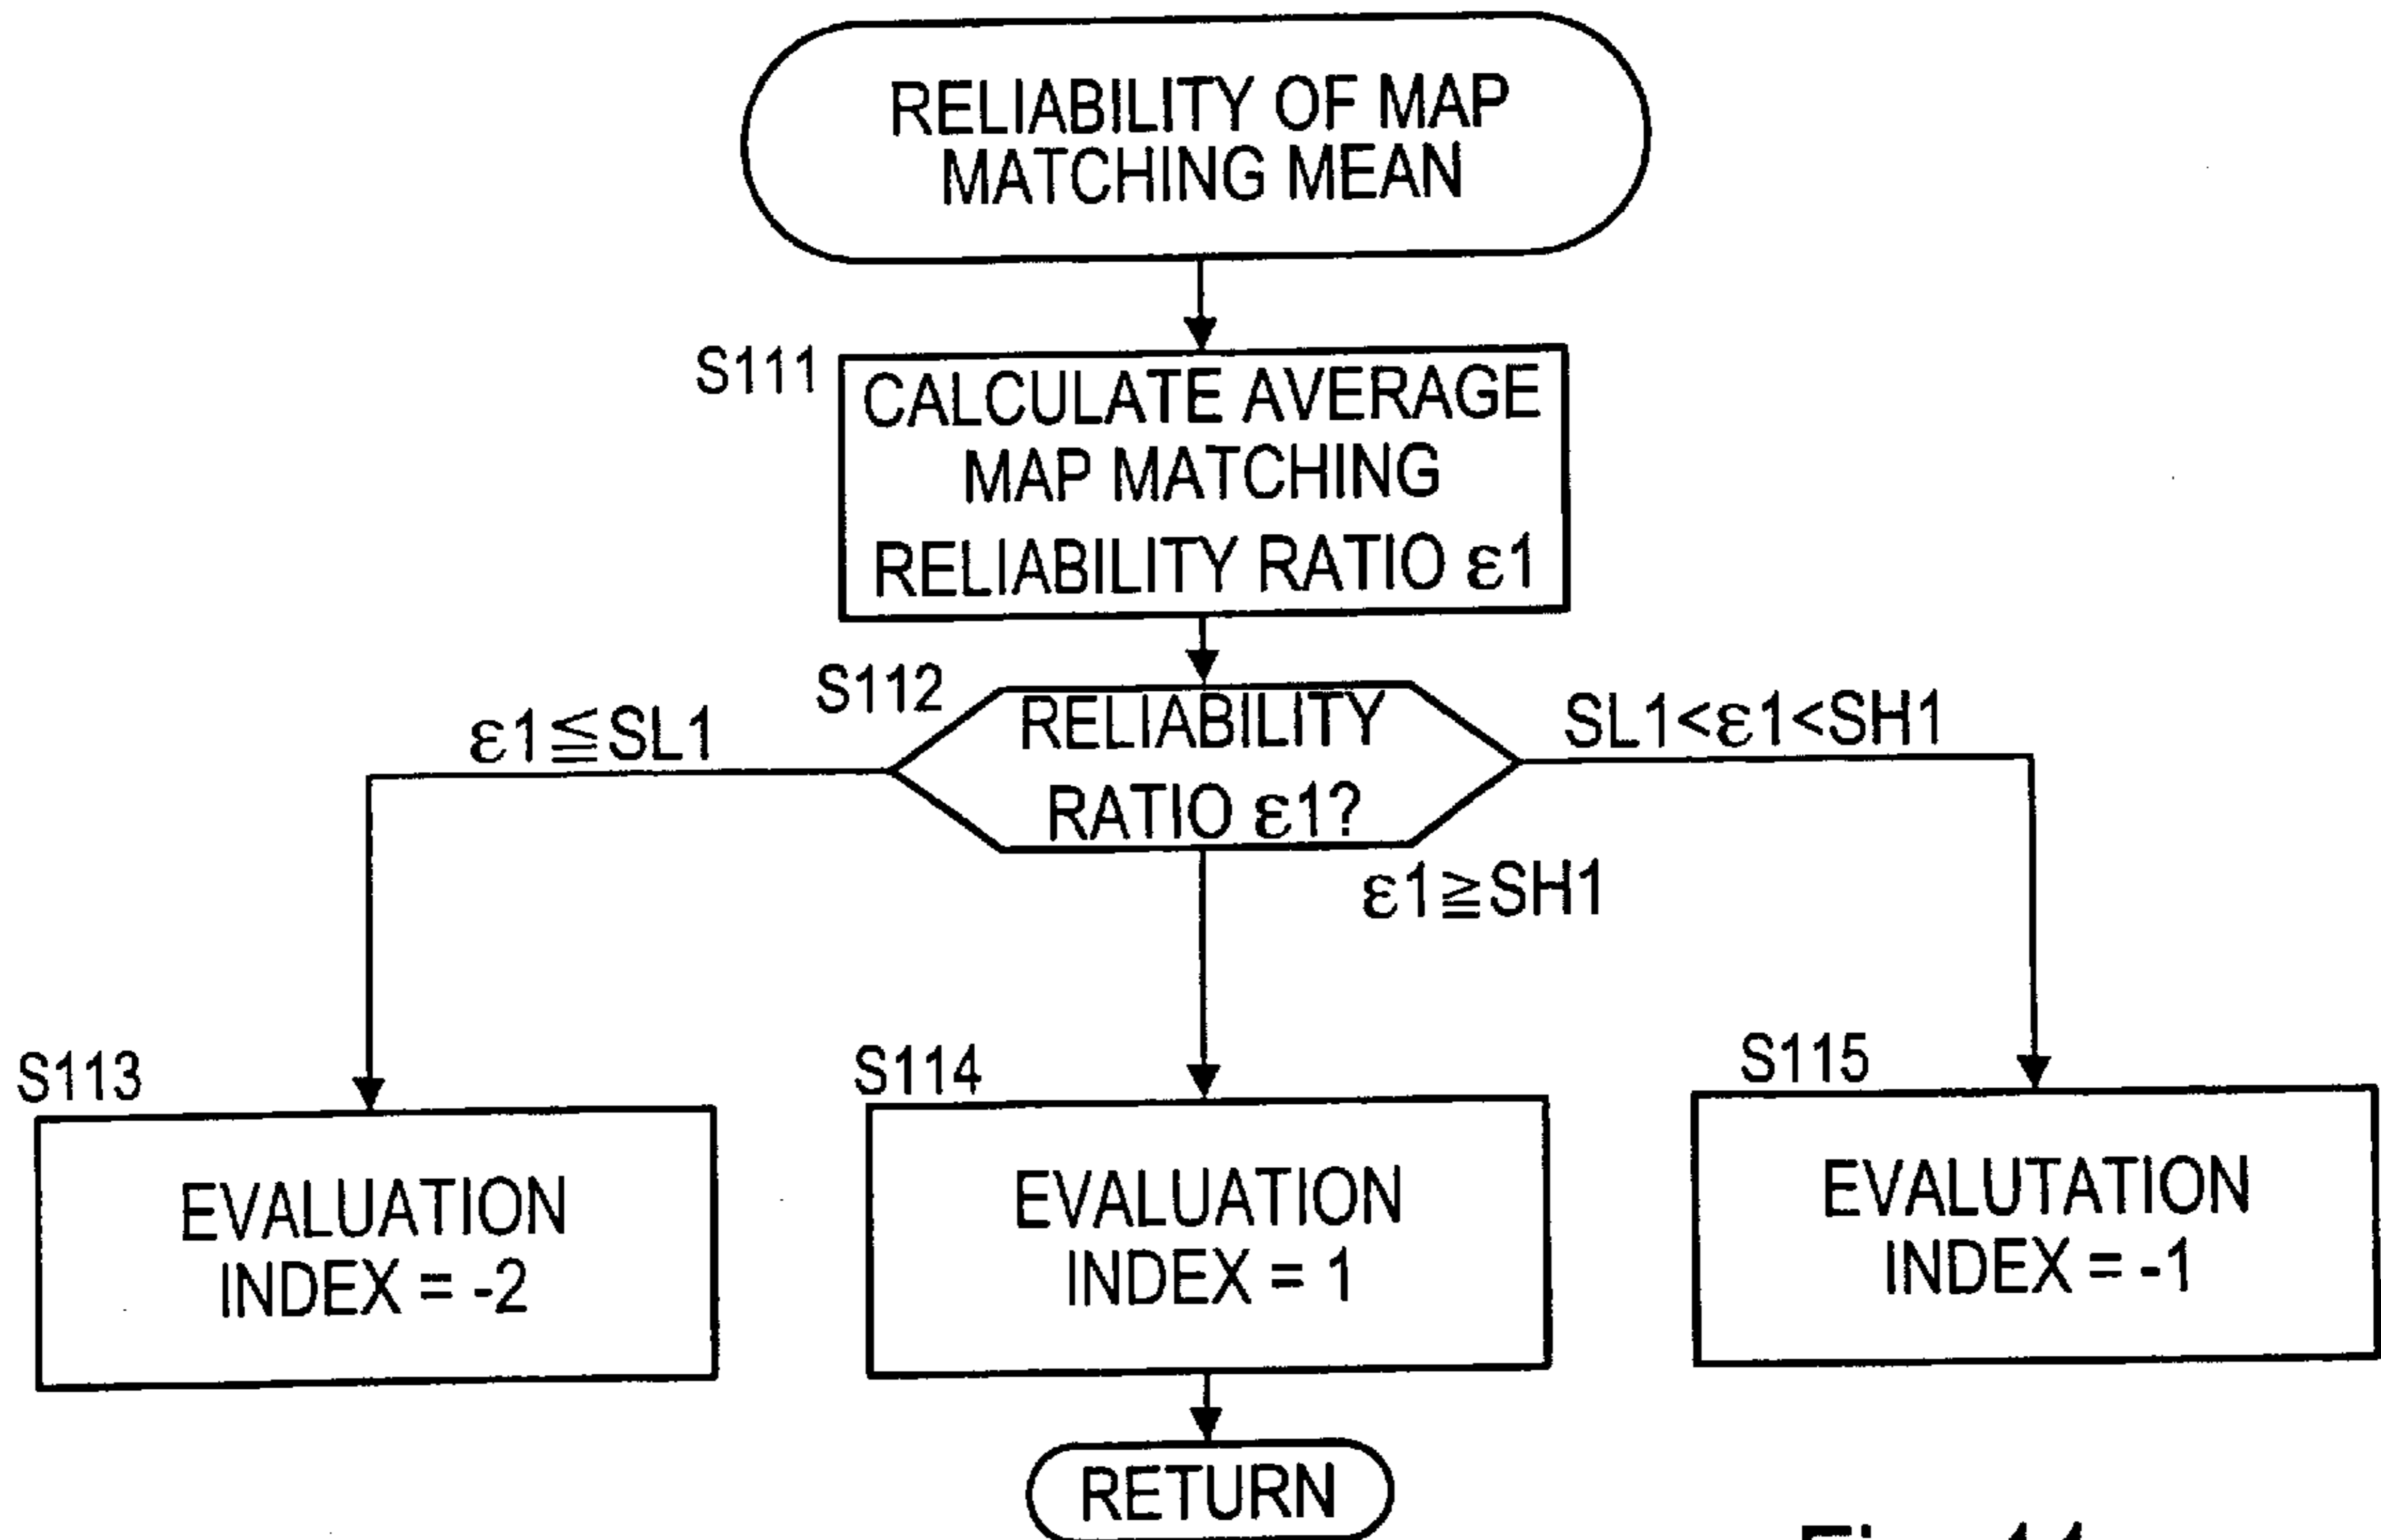 RELIABILITY OF MAP
MATCHING MEAN
S111
CALCULATE AVERAGE
MAP MATCHING
RELIABILITY RATIO ε1
S112
RELIABILITY
RATIO ε1?
ε1≦SL1
SL1<ε1<SH1
ε1≧SH1
S113
EVALUATION
INDEX = -2
S114
EVALUATION
INDEX = 1
S115
EVALUTATION
INDEX = -1
RETURN